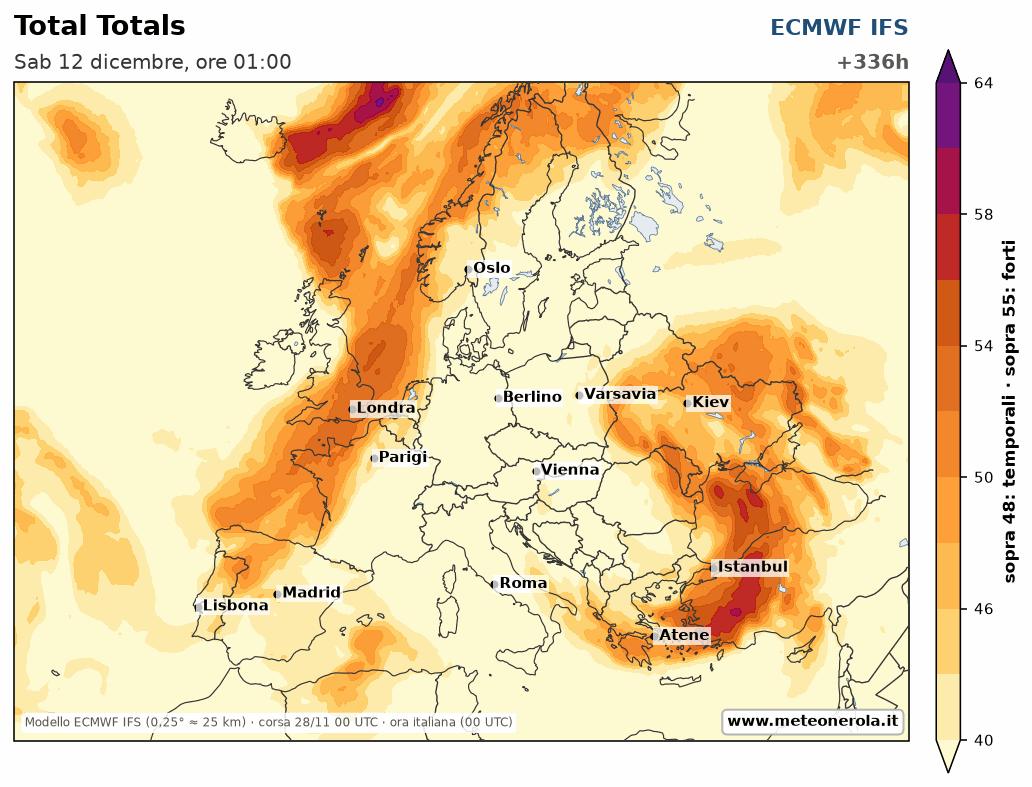 Total Totals
ECMWF IFS
Sab 12 dicembre, ore 01:00
+336h
64
58
54
50
46
40
sopra 48: temporali · sopra 55: forti
Oslo
Londra
Berlino
Varsavia
Kiev
Parigi
Vienna
Istanbul
Roma
Madrid
Lisbona
Atene
Modello ECMWF IFS (0,25° ≈ 25 km) · corsa 28/11 00 UTC · ora italiana (00 UTC)
www.meteonerola.it